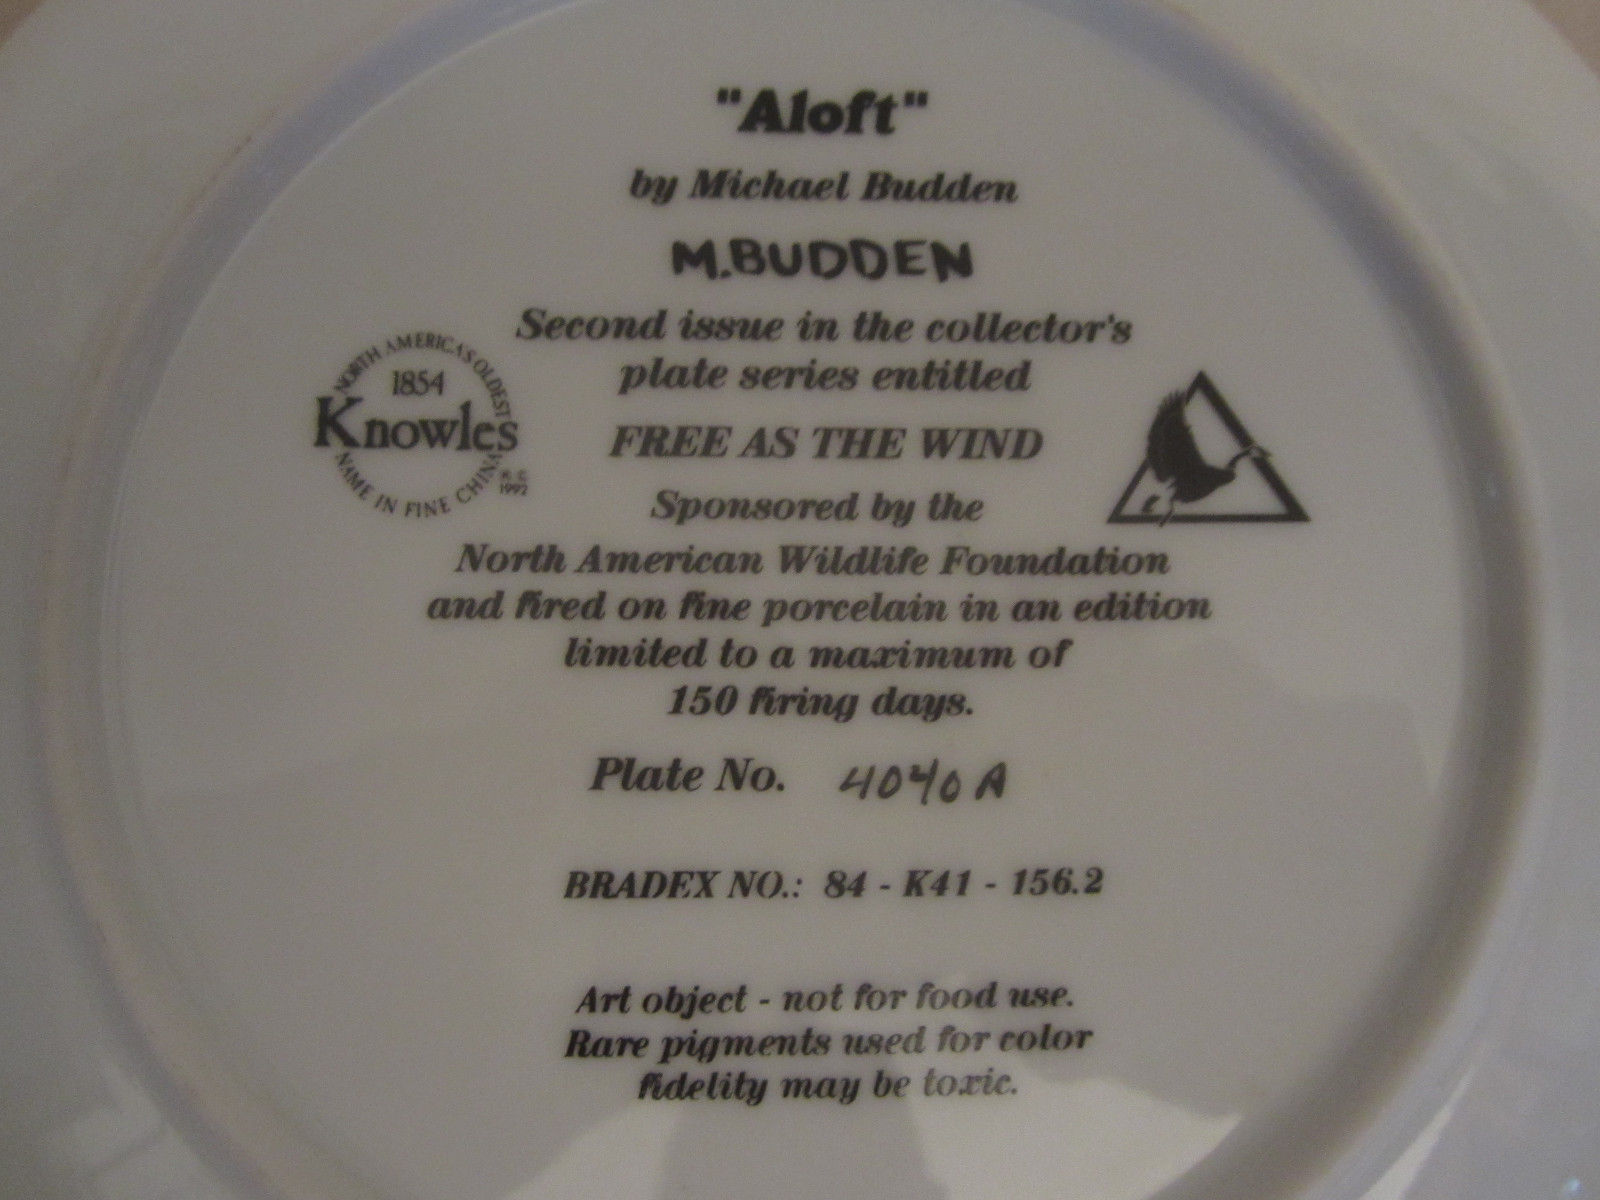 "Aloft"
by Michael Budden
M.BUDDEN
Second issue in the collector's
plate series entitled
FREE AS THE WIND
Sponsored by the
North American Wildlife Foundation
and fired on fine porcelain in an edition
limited to a maximum of
150 firing days.
NORTH AMERICA'S OLDEST
1854
Knowles
NAME IN FINE CHINA
1992
Plate No. 4040A
BRADEX NO.: 84 - K41 - 156.2
Art object - not for food use.
Rare pigments used for color
fidelity may be toxic.